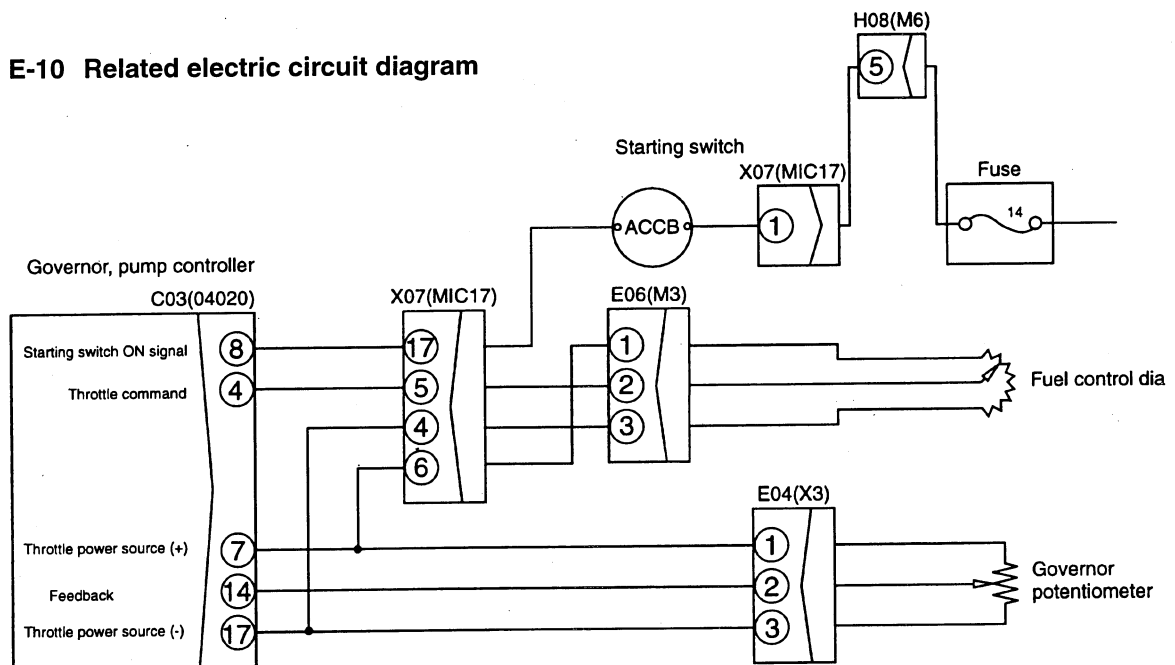 H08(M6)
E-10 Related electric circuit diagram
5
Starting switch
X07(MIC17)
Fuse
ACCB
1
14
Governor, pump controller
C03(04020)
X07(MIC17)
E06(M3)
Starting switch ON signal
8
17
1
Throttle command
4
5
2
Fuel control dia
4
3
6
E04(X3)
Throttle power source (+)
7
1
Feedback
14
2
Governor
potentiometer
Throttle power source (-)
17
3